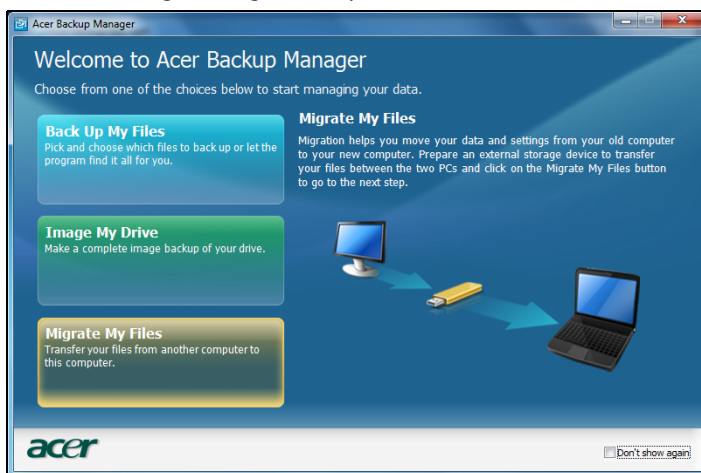 Acer Backup Manager
Welcome to Acer Backup Manager
Choose from one of the choices below to start managing your data.
Back Up My Files
Pick and choose which files to back up or let the
program find it all for you.
Image My Drive
Make a complete image backup of your drive.
Migrate My Files
Transfer your files from another computer to
this computer.
Migrate My Files
Migration helps you move your data and settings from your old computer
to your new computer. Prepare an external storage device to transfer
your files between the two PCs and click on the Migrate My Files button
to go to the next step.
acer
Don't show again